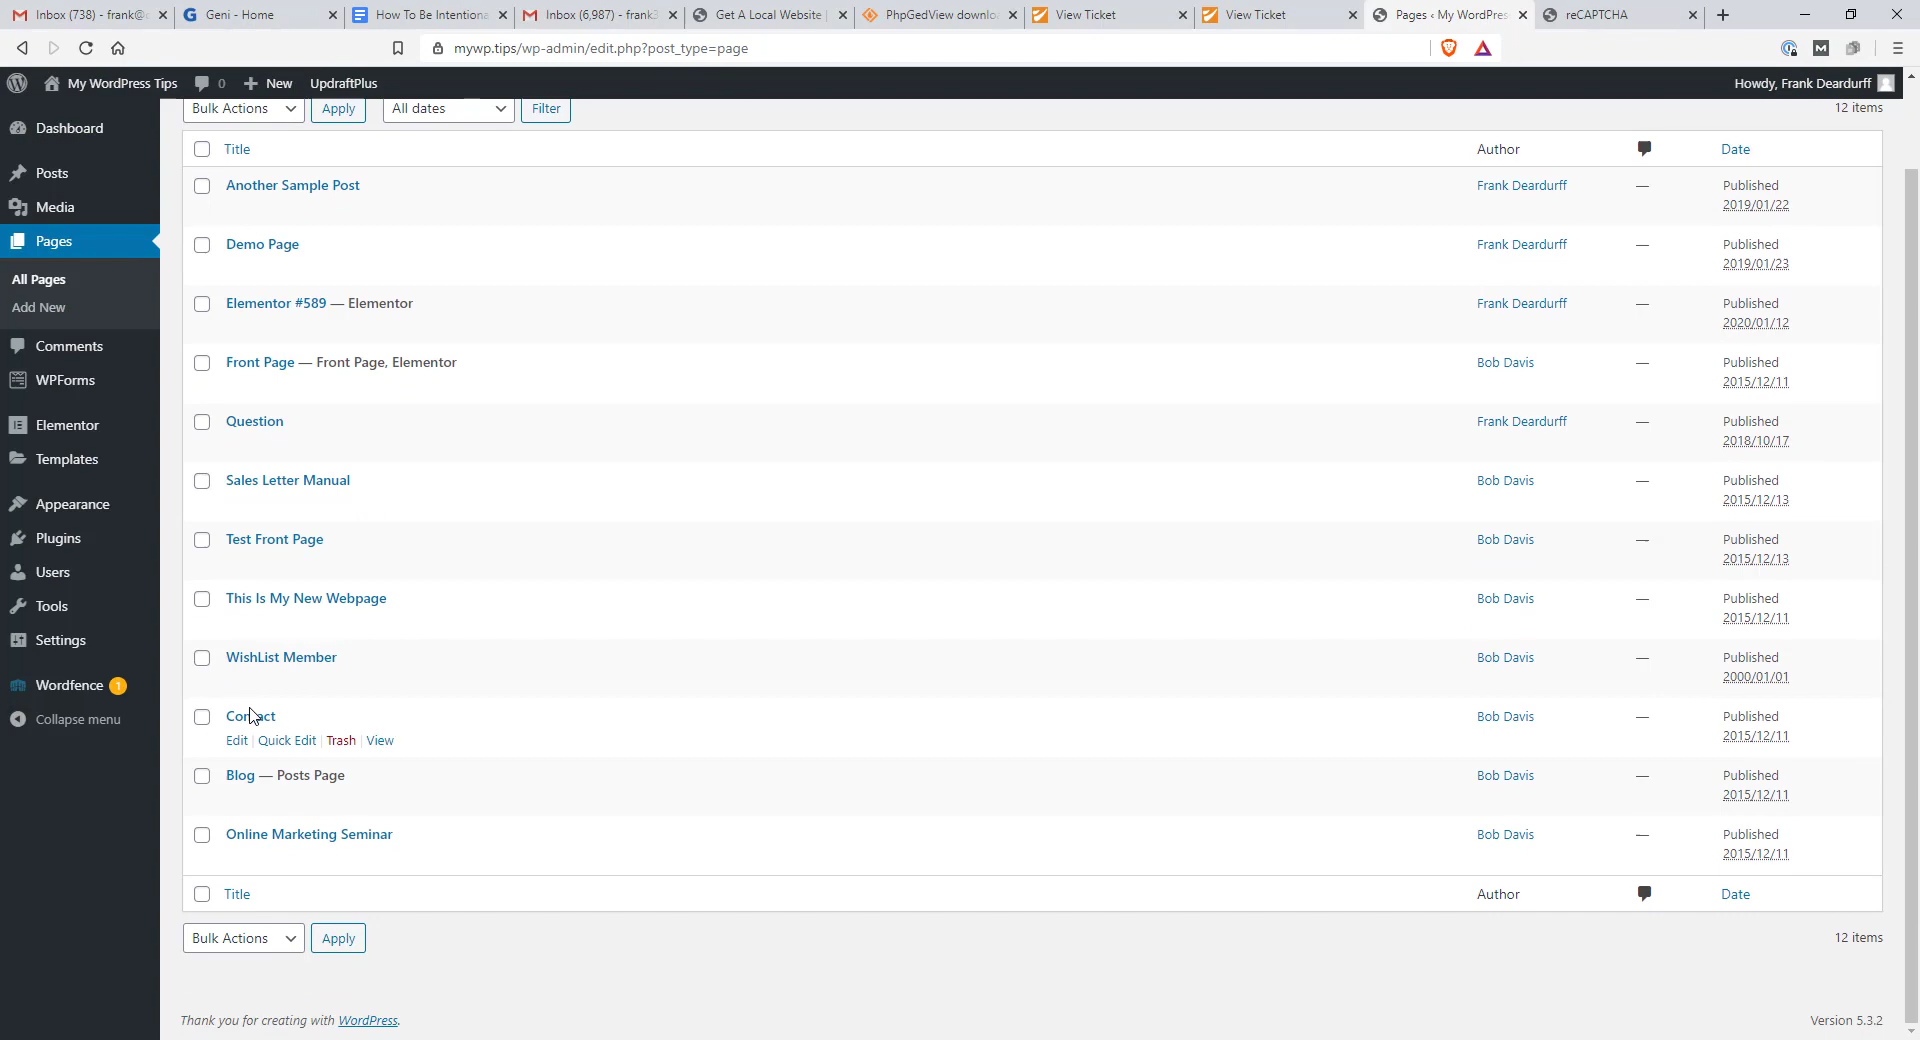 Inbox (738) - frank@ Geni - Home How To Be Intentiona Inbox (6,987) - frank Get A Local Website PhpGedView downlo View Ticket View Ticket Pages ‹ My WordPres reCAPTCHA
mywp.tips/wp-admin/edit.php?post_type=page
My WordPress Tips 0 New UpdraftPlus Howdy, Frank Deardurff
Bulk Actions Apply All dates Filter 12 items
Dashboard
Posts
Media
Pages
All Pages
Add New
Comments
WPForms
Elementor
Templates
Appearance
Plugins
Users
Tools
Settings
Wordfence 1
Collapse menu
Title Author Date
Another Sample Post Frank Deardurff — Published
2019/01/22
Demo Page Frank Deardurff — Published
2019/01/23
Elementor #589 — Elementor Frank Deardurff — Published
2020/01/12
Front Page — Front Page, Elementor Bob Davis — Published
2015/12/11
Question Frank Deardurff — Published
2018/10/17
Sales Letter Manual Bob Davis — Published
2015/12/13
Test Front Page Bob Davis — Published
2015/12/13
This Is My New Webpage Bob Davis — Published
2015/12/11
WishList Member Bob Davis — Published
2000/01/01
Contact Bob Davis — Published
2015/12/11
Edit | Quick Edit | Trash | View
Blog — Posts Page Bob Davis — Published
2015/12/11
Online Marketing Seminar Bob Davis — Published
2015/12/11
Title Author Date
Bulk Actions Apply 12 items
Thank you for creating with WordPress. Version 5.3.2